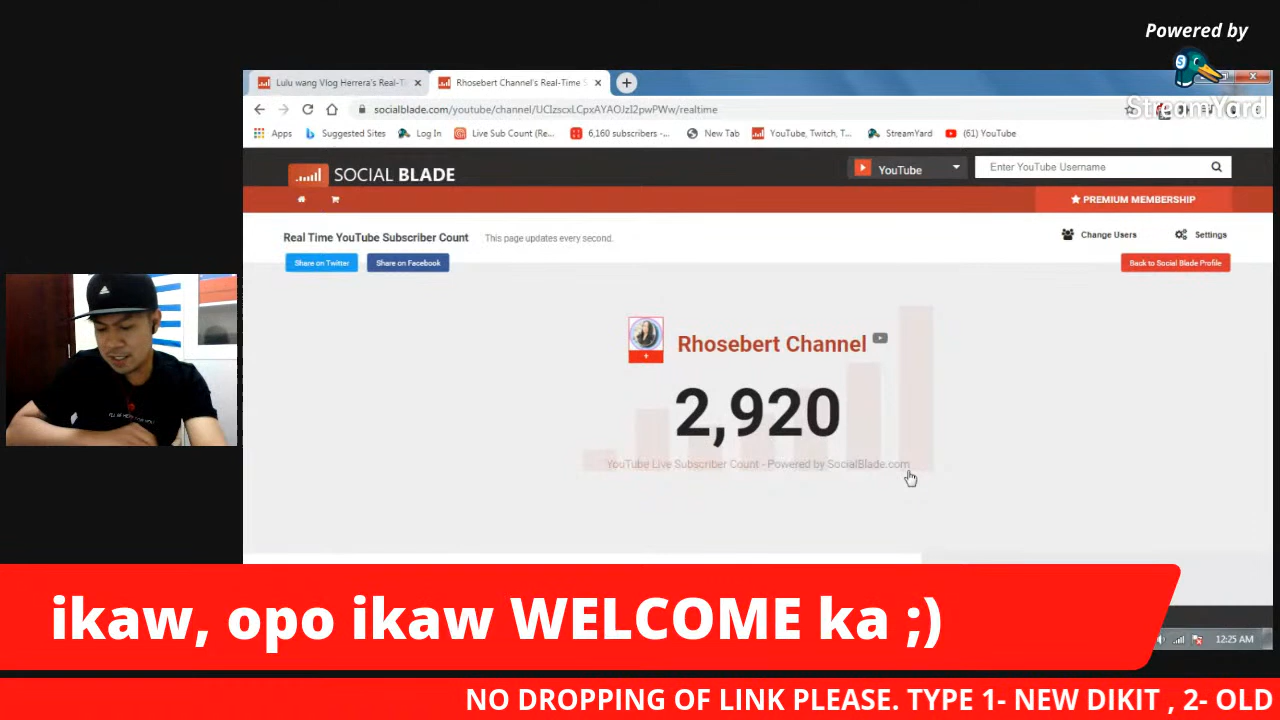 Powered by
StreamYard
Lulu wang Vlog Herrera's Real-Ti
Rhosebert Channel's Real-Time S
socialblade.com/youtube/channel/UCIzscxLCpxAYAOJzI2pwPWw/realtime
Apps
Suggested Sites
Log In
Live Sub Count (Re...
6,160 subscribers -...
New Tab
YouTube, Twitch, T...
StreamYard
(61) YouTube
SOCIAL BLADE
YouTube
Enter YouTube Username
PREMIUM MEMBERSHIP
Real Time YouTube Subscriber Count
This page updates every second.
Change Users
Settings
Share on Twitter
Share on Facebook
Back to Social Blade Profile
Rhosebert Channel
2,920
YouTube Live Subscriber Count - Powered by SocialBlade.com
ikaw, opo ikaw WELCOME ka ;)
12:25 AM
NO DROPPING OF LINK PLEASE. TYPE 1- NEW DIKIT , 2- OLD